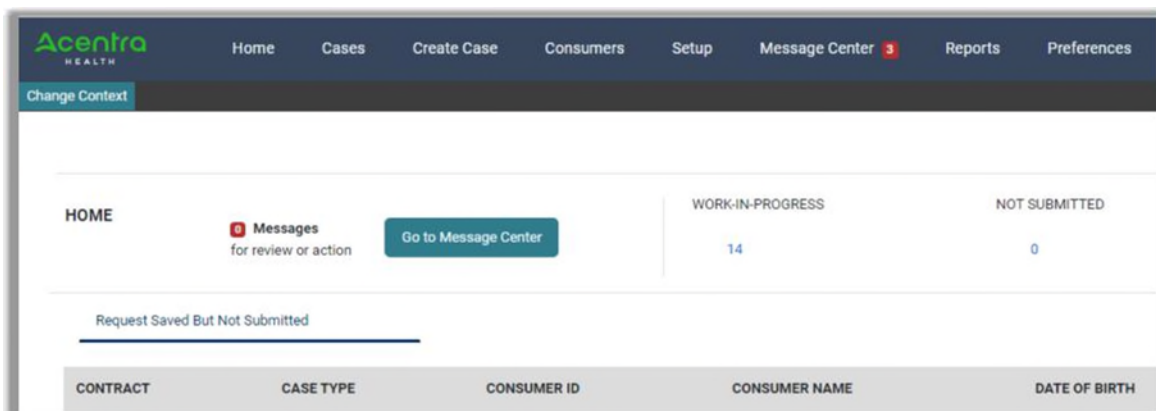 Acentra
HEALTH
Home Cases Create Case Consumers Setup Message Center 3 Reports Preferences
Change Context
HOME
0 Messages
for review or action
Go to Message Center
WORK-IN-PROGRESS
14
NOT SUBMITTED
0
Request Saved But Not Submitted
CONTRACT CASE TYPE CONSUMER ID CONSUMER NAME DATE OF BIRTH